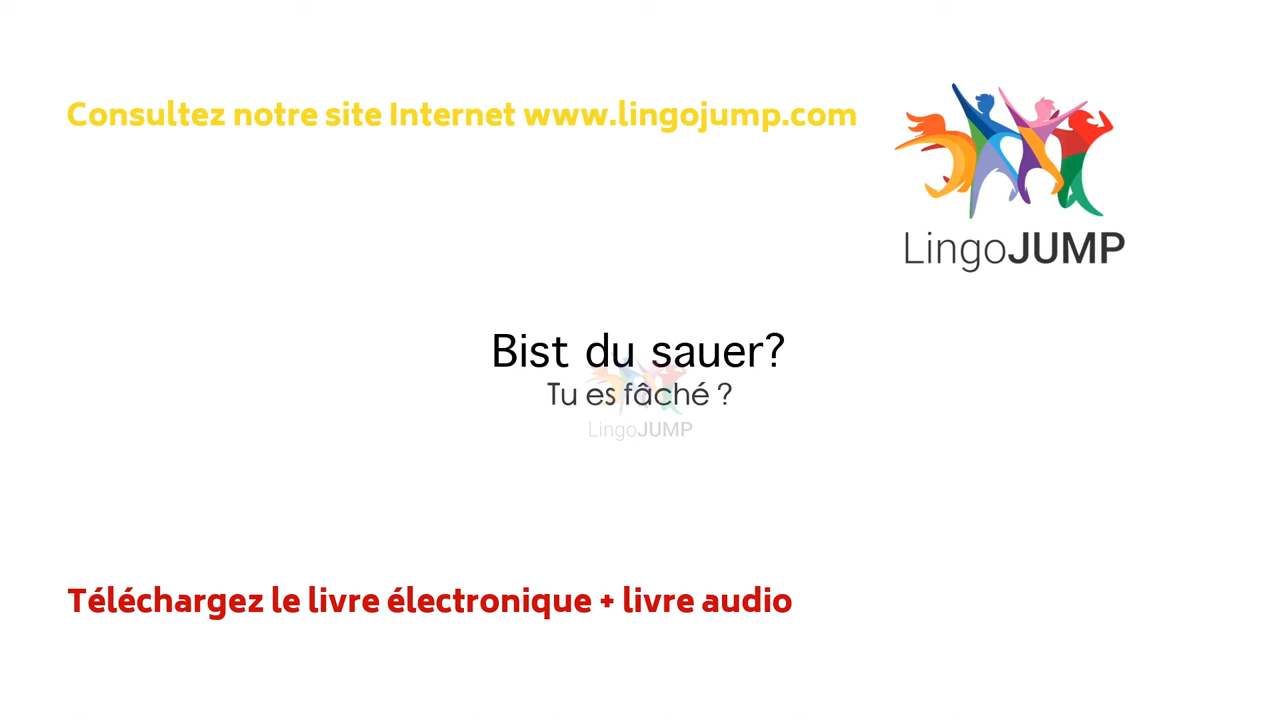 Consultez notre site Internet www.lingojump.com
LingoJUMP
Bist du sauer?
Tu es fâché ?
LingoJUMP
Téléchargez le livre électronique + livre audio